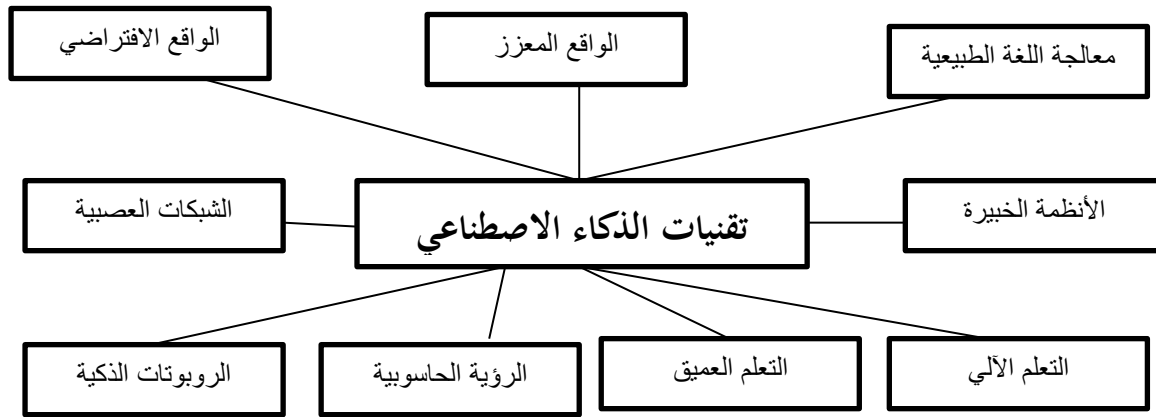 معالجة اللغة الطبيعية
الواقع المعزز
الواقع الافتراضي
الأنظمة الخبيرة
تقنيات الذكاء الاصطناعي
الشبكات العصبية
التعلم الآلي
التعلم العميق
الرؤية الحاسوبية
الروبوتات الذكية